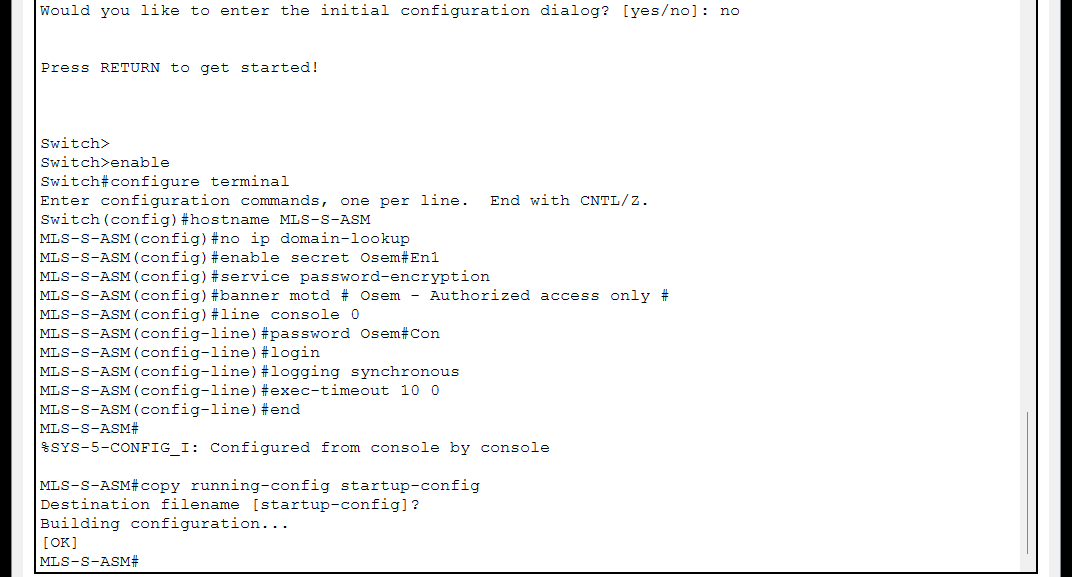 Would you like to enter the initial configuration dialog? [yes/no]: no
Press RETURN to get started!
Switch>
Switch>enable
Switch#configure terminal
Enter configuration commands, one per line.  End with CNTL/Z.
Switch(config)#hostname MLS-S-ASM
MLS-S-ASM(config)#no ip domain-lookup
MLS-S-ASM(config)#enable secret Osem#En1
MLS-S-ASM(config)#service password-encryption
MLS-S-ASM(config)#banner motd # Osem - Authorized access only #
MLS-S-ASM(config)#line console 0
MLS-S-ASM(config-line)#password Osem#Con
MLS-S-ASM(config-line)#login
MLS-S-ASM(config-line)#logging synchronous
MLS-S-ASM(config-line)#exec-timeout 10 0
MLS-S-ASM(config-line)#end
MLS-S-ASM#
%SYS-5-CONFIG_I: Configured from console by console
MLS-S-ASM#copy running-config startup-config
Destination filename [startup-config]?
Building configuration...
[OK]
MLS-S-ASM#